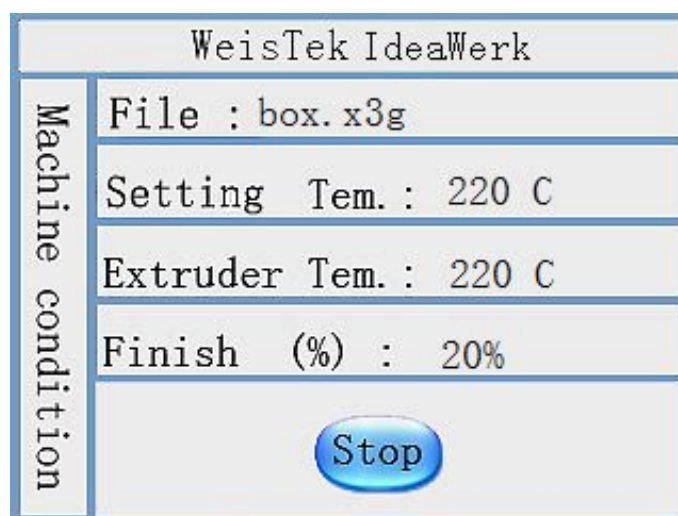 WeisTek IdeaWerk
Machine condition
File : box.x3g
Setting Tem. : 220 C
Extruder Tem. : 220 C
Finish (%) : 20%
Stop